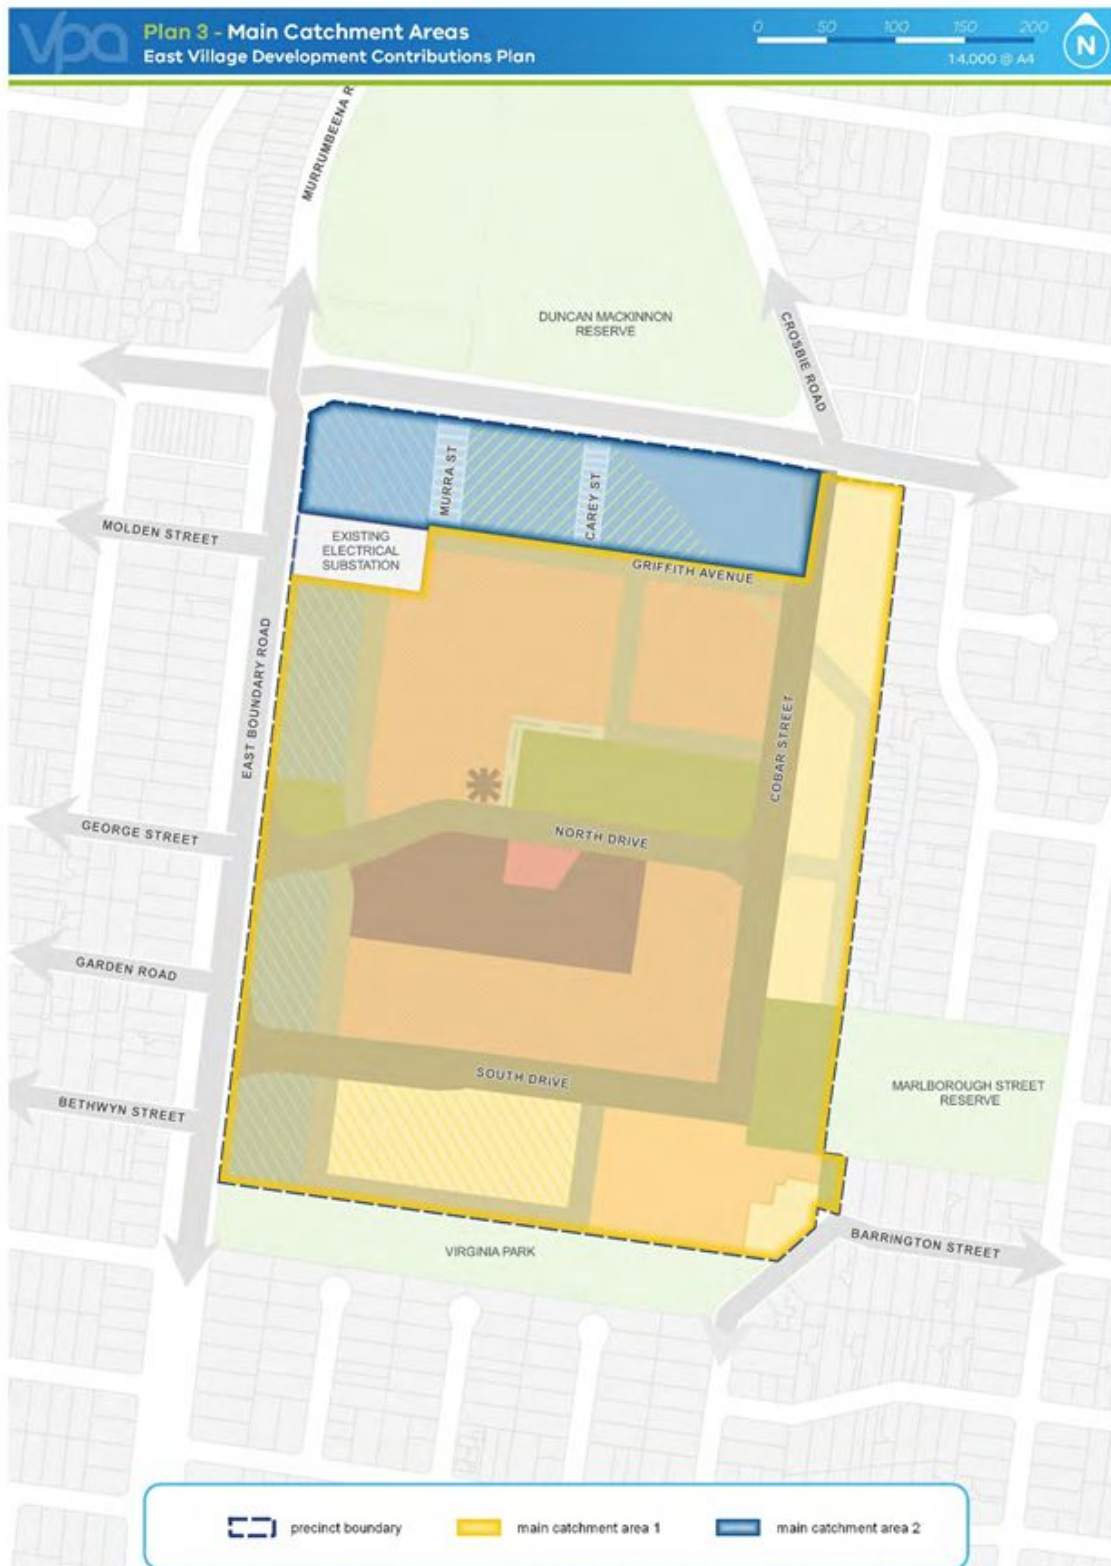 vpa
Plan 3 - Main Catchment Areas
East Village Development Contributions Plan
0 50 100 150 200
1:4,000 @ A4
N
MURRUMBEENA R
DUNCAN MACKINNON
RESERVE
CROSBIE ROAD
MURRA ST
CAREY ST
MOLDEN STREET
EXISTING
ELECTRICAL
SUBSTATION
GRIFFITH AVENUE
EAST BOUNDARY ROAD
COBAR STREET
GEORGE STREET
NORTH DRIVE
GARDEN ROAD
SOUTH DRIVE
MARLBOROUGH STREET
RESERVE
BETHWYN STREET
BARRINGTON STREET
VIRGINIA PARK
precinct boundary
main catchment area 1
main catchment area 2